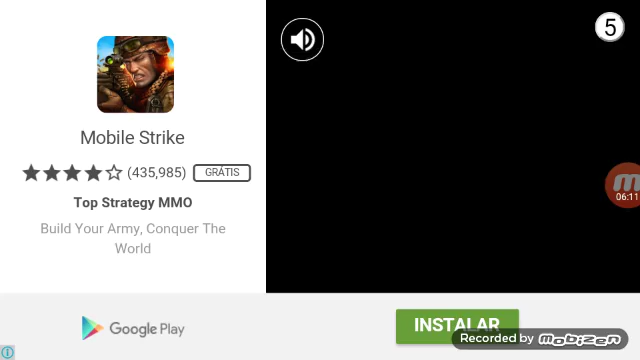 5
Mobile Strike
(435,985) GRÁTIS
Top Strategy MMO
Build Your Army, Conquer The
World
06:11
Google Play
INSTALAR
Recorded by mobizen